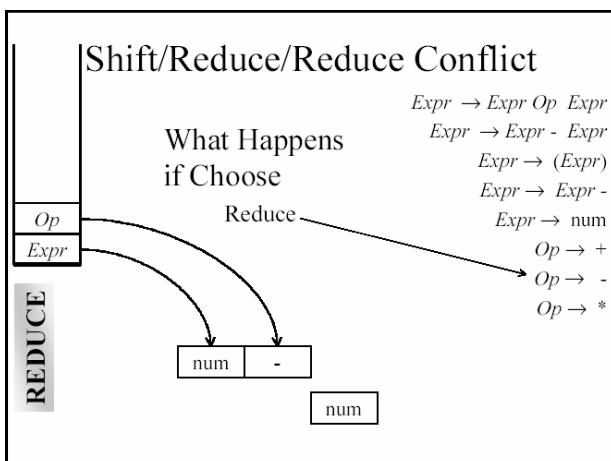 Shift/Reduce/Reduce Conflict
What Happens
if Choose
Reduce
Expr → Expr Op Expr
Expr → Expr - Expr
Expr → (Expr)
Expr → Expr -
Expr → num
Op → +
Op → -
Op → *
Op
Expr
REDUCE
num
-
num